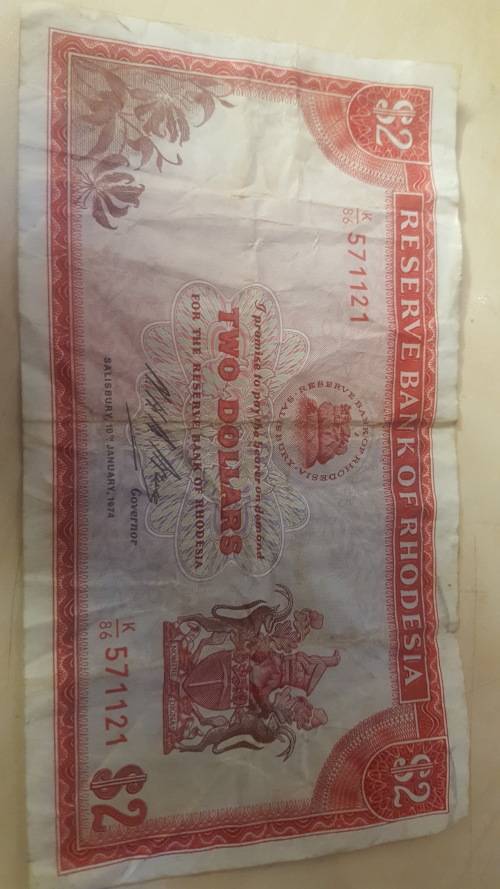 $2
RESERVE BANK OF RHODESIA
$2
K/86 571121
RESERVE BANK OF RHODESIA
I promise to pay the bearer on demand
TWO DOLLARS
FOR THE RESERVE BANK OF RHODESIA
Governor
SALISBURY, 10TH JANUARY, 1974
K/86 571121
$2